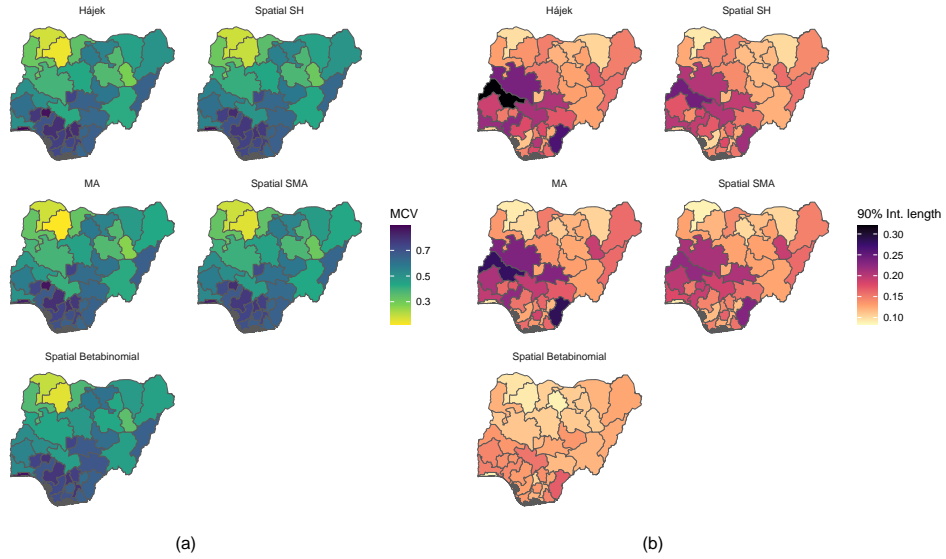 Hájek
Spatial SH
MA
Spatial SMA
Spatial Betabinomial
MCV
0.7
0.5
0.3
(a)
Hájek
Spatial SH
MA
Spatial SMA
Spatial Betabinomial
90% Int. length
0.30
0.25
0.20
0.15
0.10
(b)